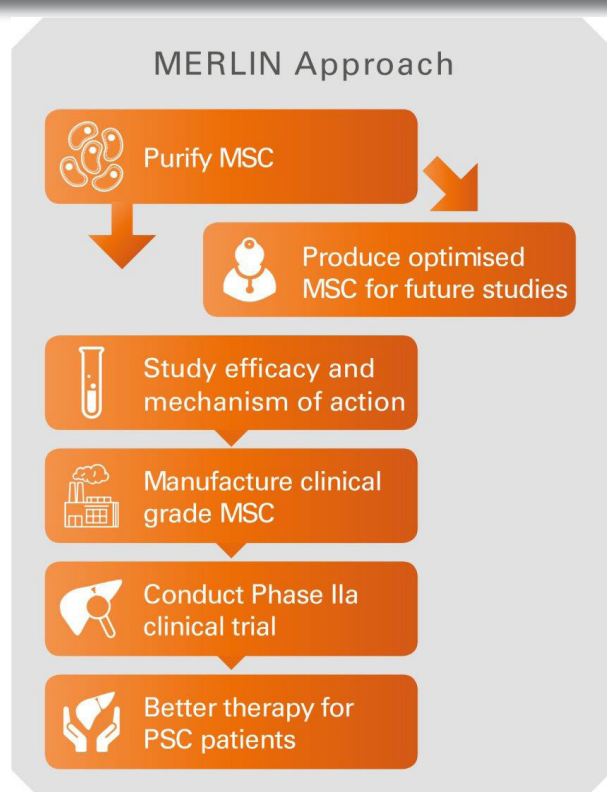 MERLIN Approach
Purify MSC
Produce optimised
MSC for future studies
Study efficacy and
mechanism of action
Manufacture clinical
grade MSC
Conduct Phase IIa
clinical trial
Better therapy for
PSC patients